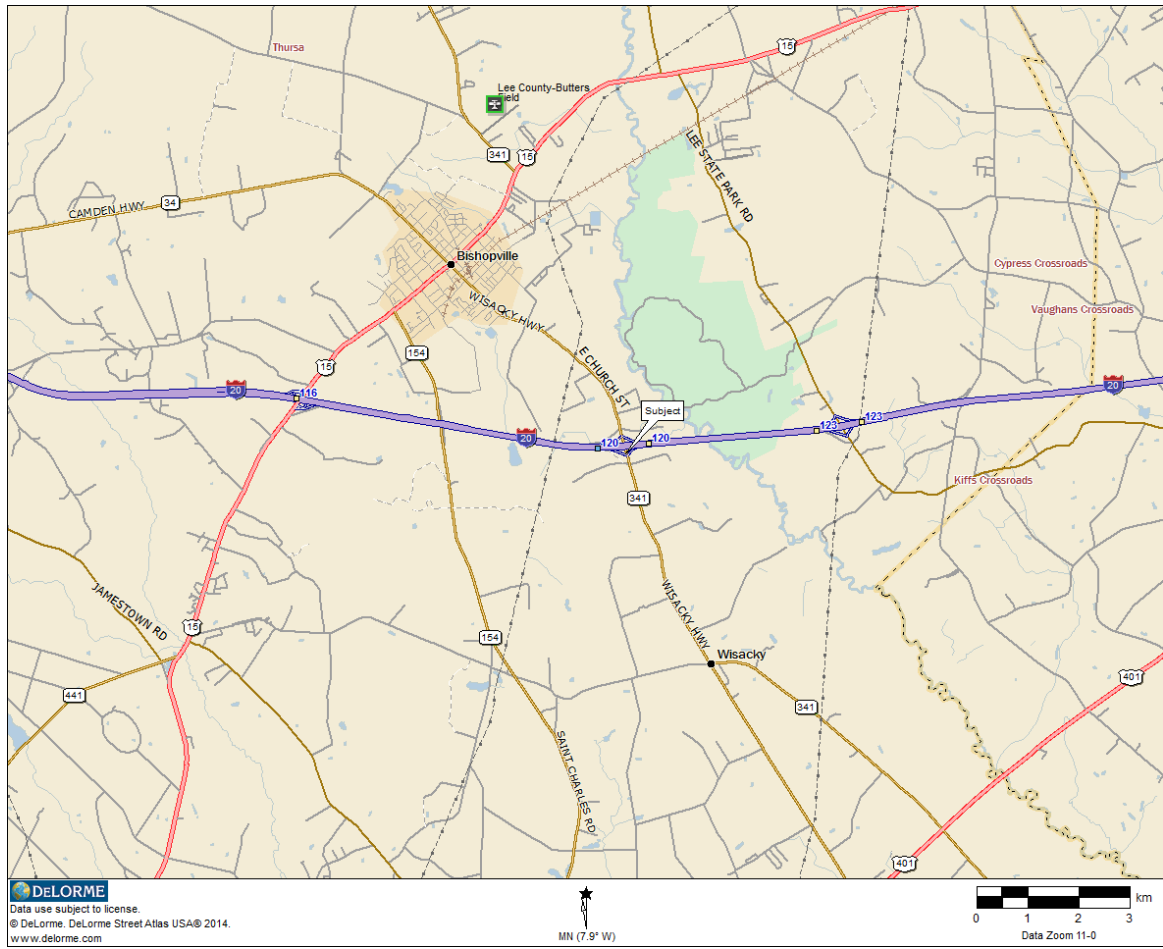 Thursa
15
Lee County-Butters
Field
341
15
LEE STATE PARK RD
34
CAMDEN HWY
Bishopville
Cypress Crossroads
WISACKY HWY
Vaughans Crossroads
154
E CHURCH ST
15
20
116
20
Subject
20
123
123
120
120
Kiffs Crossroads
341
JAMESTOWN RD
WISACKY HWY
15
154
Wisacky
401
441
341
SAINT CHARLES RD
401
DELORME
Data use subject to license.
© DeLorme. DeLorme Street Atlas USA® 2014.
www.delorme.com
MN (7.9° W)
km
0 1 2 3
Data Zoom 11-0